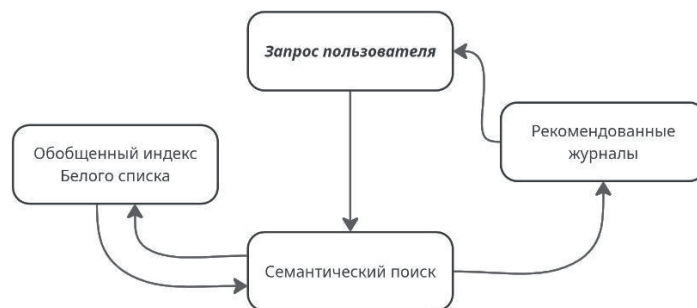 Запрос пользователя
Обобщенный индекс
Белого списка
Рекомендованные
журналы
Семантический поиск